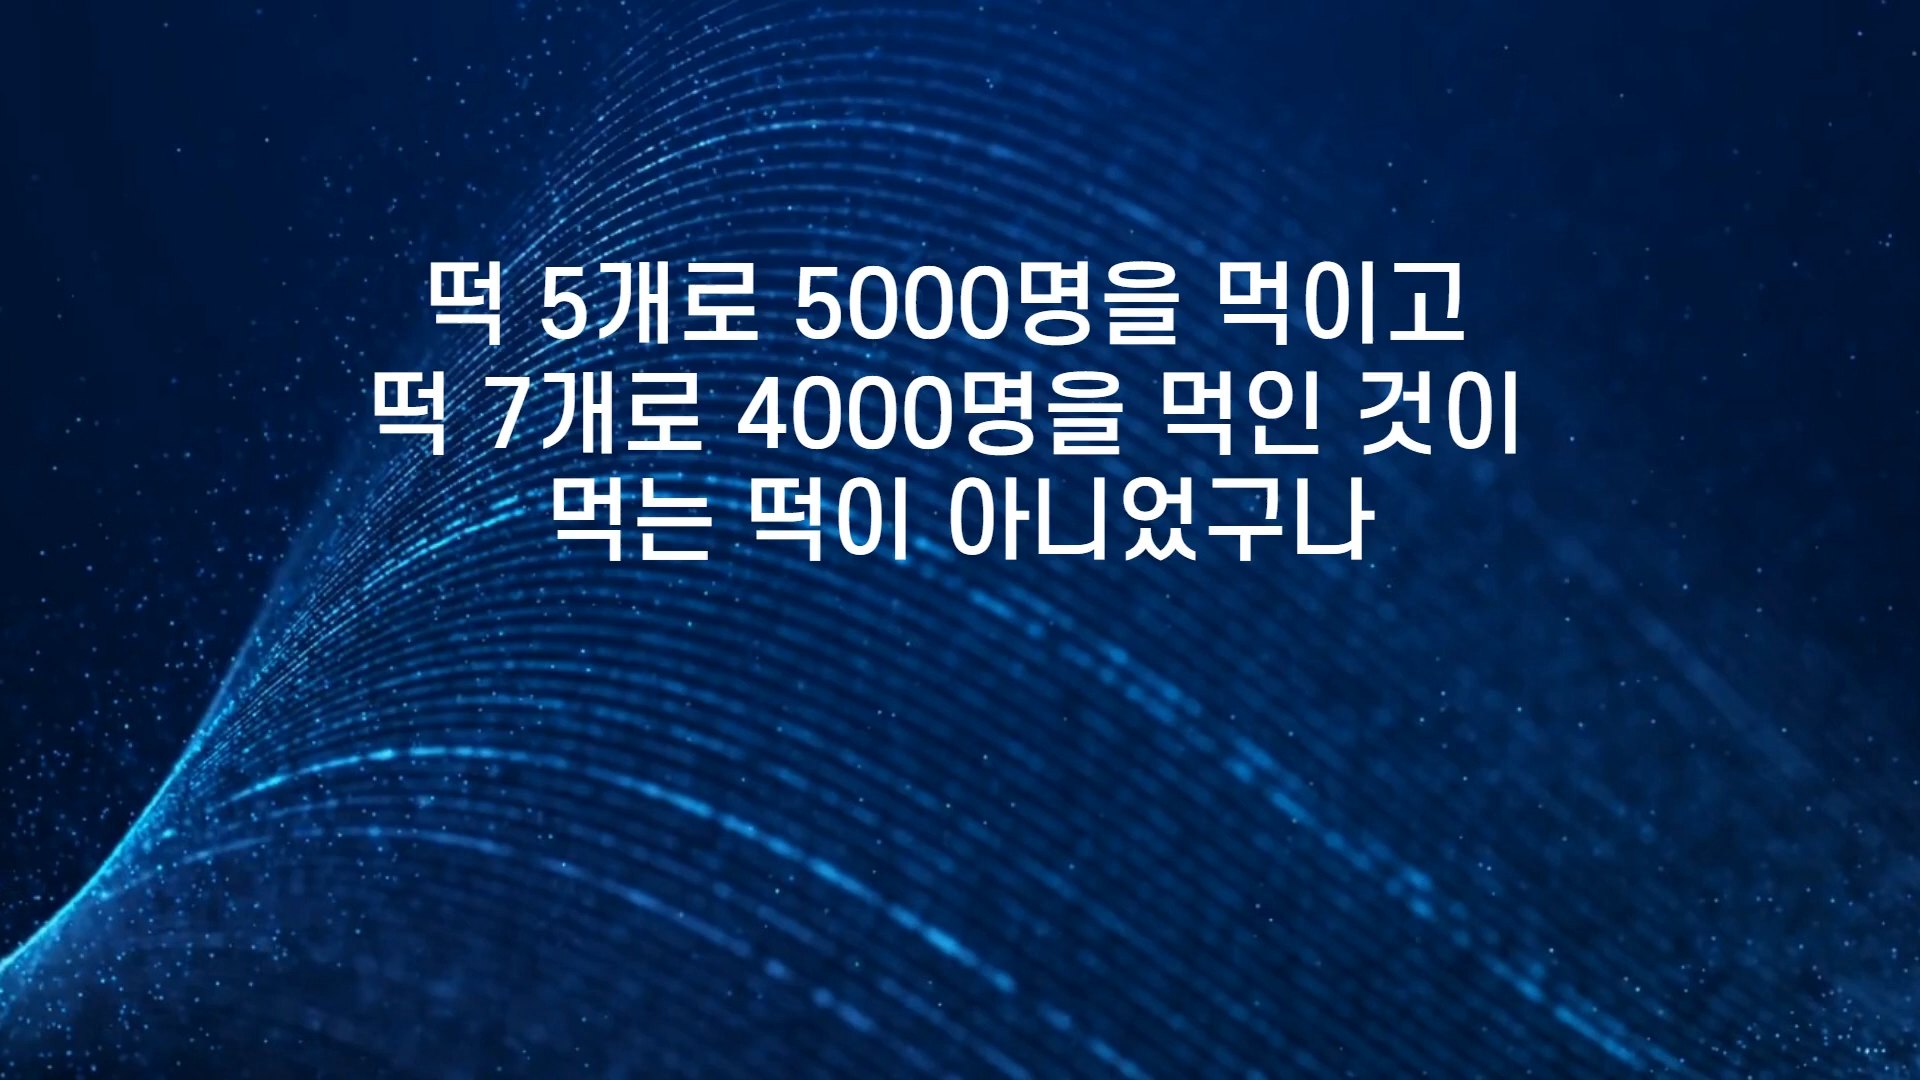 떡 5개로 5000명을 먹이고
떡 7개로 4000명을 먹인 것이
먹는 떡이 아니었구나